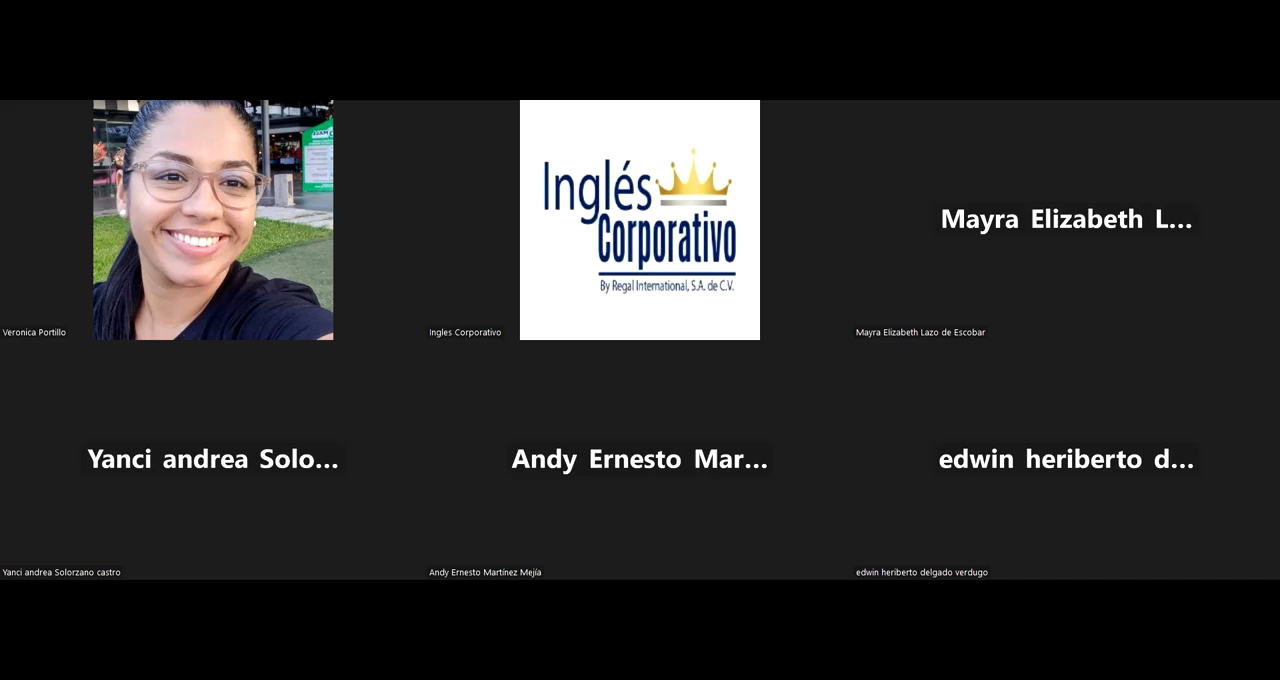 Inglés
Corporativo
By Regal International, S.A. de C.V.
Mayra Elizabeth L...
Veronica Portillo
Ingles Corporativo
Mayra Elizabeth Lazo de Escobar
Yanci andrea Solo...
Andy Ernesto Mar...
edwin heriberto d...
Yanci andrea Solorzano castro
Andy Ernesto Martínez Mejía
edwin heriberto delgado verdugo